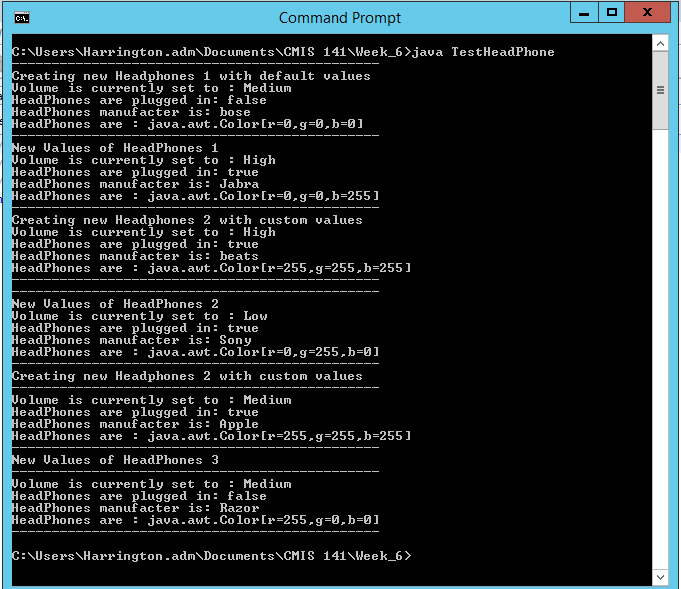 Command Prompt
C:\Users\Harrington.adm\Documents\CMIS 141\Week_6>java TestHeadPhone
----------------------------------------------
Creating new Headphones 1 with default values
Volume is currently set to : Medium
HeadPhones are plugged in: false
HeadPhones manufacter is: bose
HeadPhones are : java.awt.Color[r=0,g=0,b=0]
----------------------------------------------
New Values of HeadPhones 1
Volume is currently set to : High
HeadPhones are plugged in: true
HeadPhones manufacter is: Jabra
HeadPhones are : java.awt.Color[r=0,g=0,b=255]
----------------------------------------------
Creating new Headphones 2 with custom values
Volume is currently set to : High
HeadPhones are plugged in: true
HeadPhones manufacter is: beats
HeadPhones are : java.awt.Color[r=255,g=255,b=255]
----------------------------------------------
----------------------------------------------
New Values of HeadPhones 2
Volume is currently set to : Low
HeadPhones are plugged in: true
HeadPhones manufacter is: Sony
HeadPhones are : java.awt.Color[r=0,g=255,b=0]
----------------------------------------------
Creating new Headphones 2 with custom values
----------------------------------------------
Volume is currently set to : Medium
HeadPhones are plugged in: true
HeadPhones manufacter is: Apple
HeadPhones are : java.awt.Color[r=255,g=255,b=255]
----------------------------------------------
New Values of HeadPhones 3
----------------------------------------------
Volume is currently set to : Medium
HeadPhones are plugged in: false
HeadPhones manufacter is: Razor
HeadPhones are : java.awt.Color[r=255,g=0,b=0]
----------------------------------------------
C:\Users\Harrington.adm\Documents\CMIS 141\Week_6>